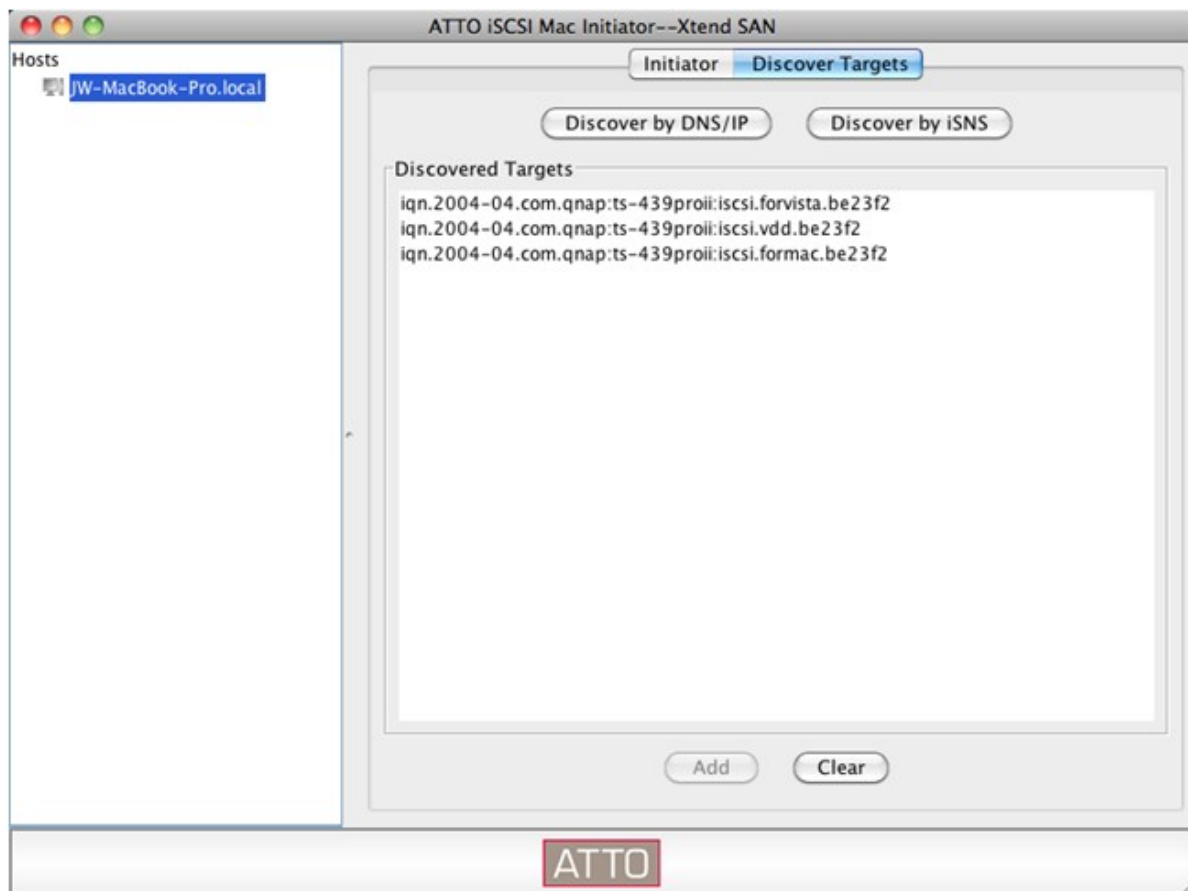 ATTO iSCSI Mac Initiator--Xtend SAN
Hosts
JW-MacBook-Pro.local
Initiator
Discover Targets
Discover by DNS/IP
Discover by iSNS
Discovered Targets
iqn.2004-04.com.qnap:ts-439proii:iscsi.forvista.be23f2
iqn.2004-04.com.qnap:ts-439proii:iscsi.vdd.be23f2
iqn.2004-04.com.qnap:ts-439proii:iscsi.formac.be23f2
Add
Clear
ATTO